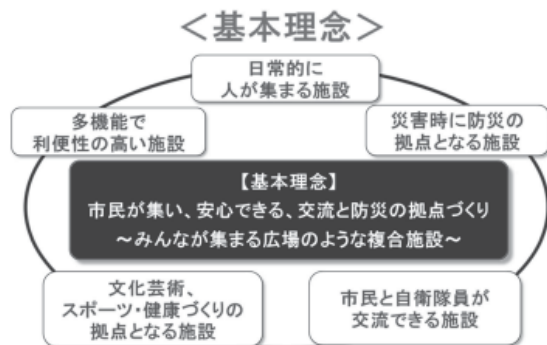 ＜基本理念＞
日常的に
人が集まる施設
多機能で
利便性の高い施設
災害時に防災の
拠点となる施設
【基本理念】
市民が集い、安心できる、交流と防災の拠点づくり
～みんなが集まる広場のような複合施設～
文化芸術、
スポーツ・健康づくりの
拠点となる施設
市民と自衛隊員が
交流できる施設